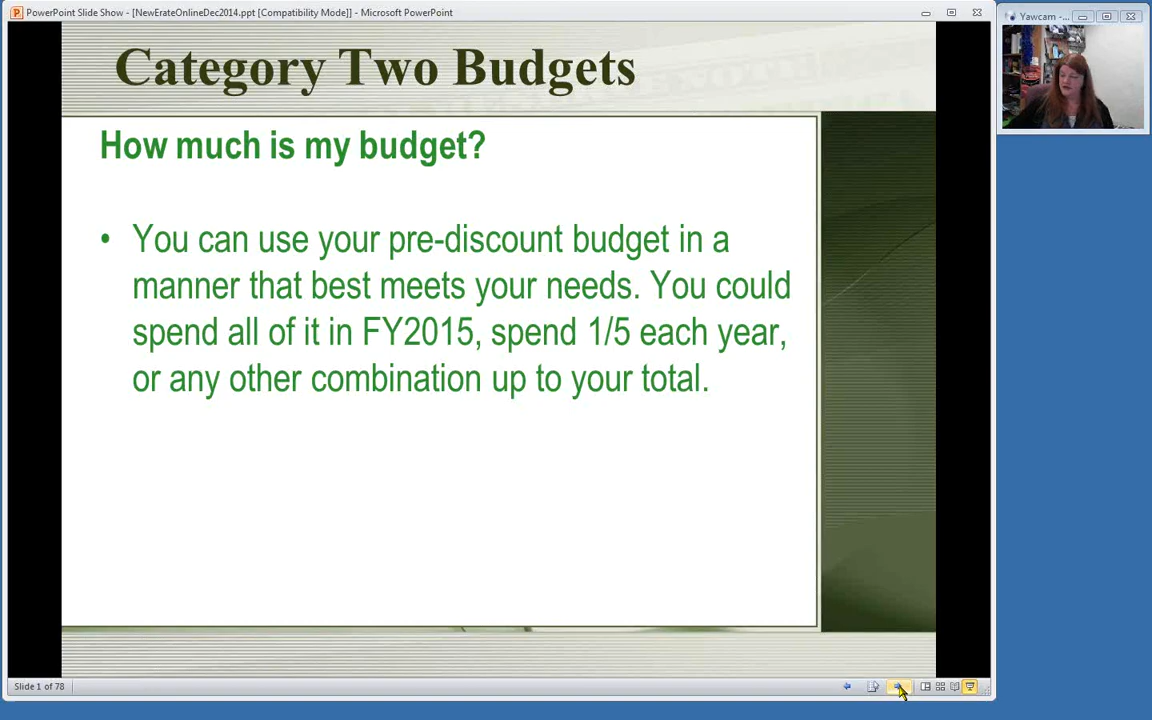 PowerPoint Slide Show - [NewErateOnlineDec2014.ppt [Compatibility Mode]] - Microsoft PowerPoint
Yawcam - ...
Category Two Budgets
How much is my budget?
• You can use your pre-discount budget in a
manner that best meets your needs. You could
spend all of it in FY2015, spend 1/5 each year,
or any other combination up to your total.
Slide 1 of 78